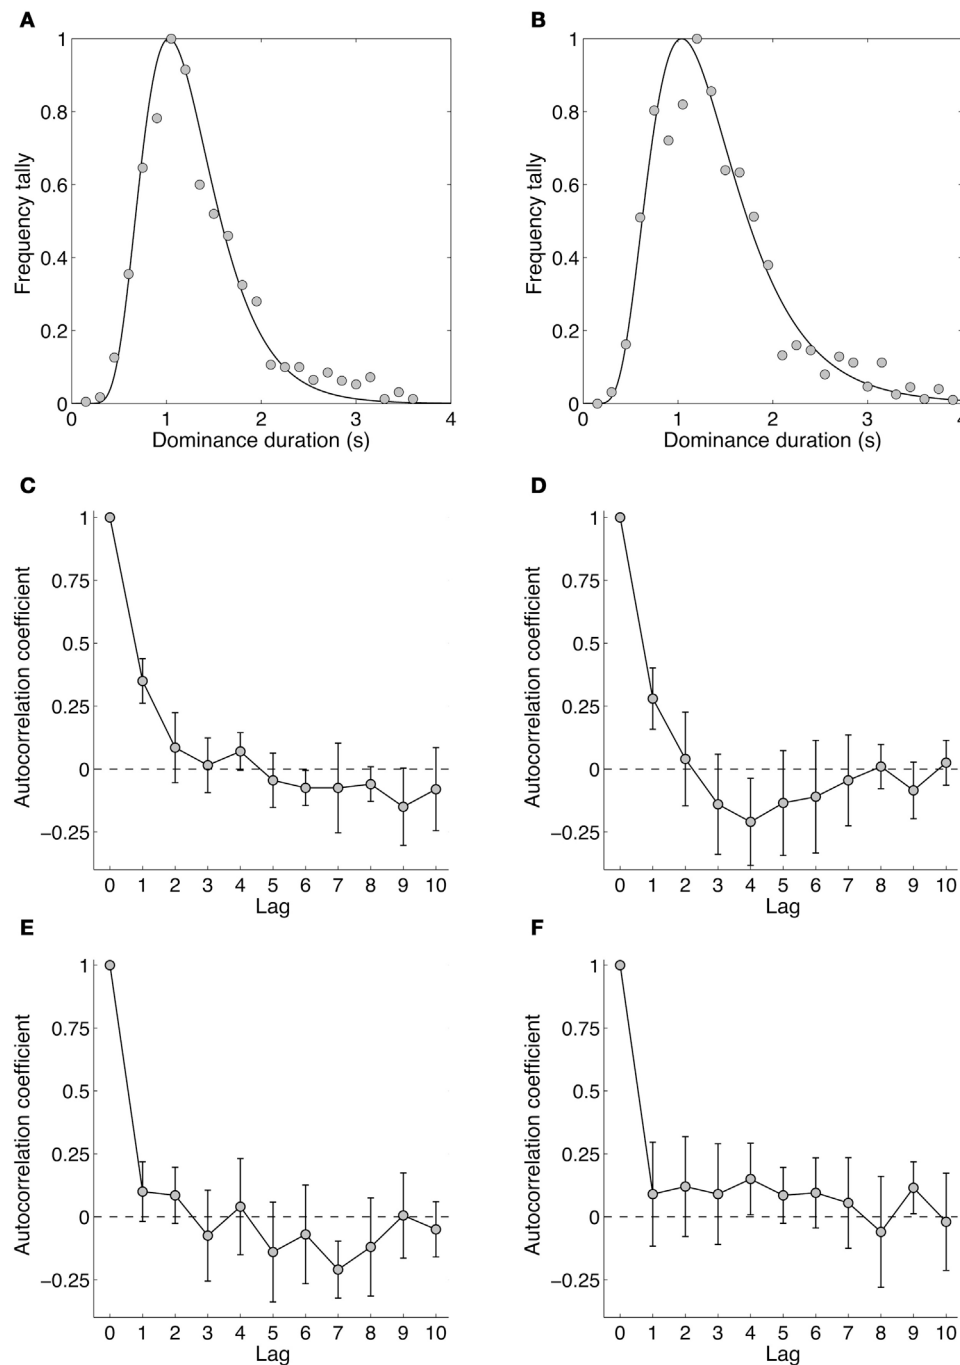 A
Frequency tally
1
0.8
0.6
0.4
0.2
0
0 1 2 3 4
Dominance duration (s)
B
Frequency tally
1
0.8
0.6
0.4
0.2
0
0 1 2 3 4
Dominance duration (s)
C
Autocorrelation coefficient
1
0.75
0.5
0.25
0
−0.25
0 1 2 3 4 5 6 7 8 9 10
Lag
D
Autocorrelation coefficient
1
0.75
0.5
0.25
0
−0.25
0 1 2 3 4 5 6 7 8 9 10
Lag
E
Autocorrelation coefficient
1
0.75
0.5
0.25
0
−0.25
0 1 2 3 4 5 6 7 8 9 10
Lag
F
Autocorrelation coefficient
1
0.75
0.5
0.25
0
−0.25
0 1 2 3 4 5 6 7 8 9 10
Lag